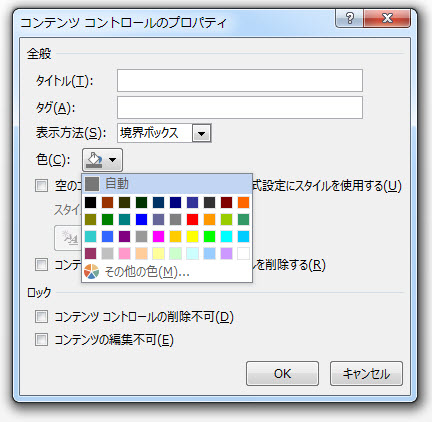 コンテンツ コントロールのプロパティ
全般
タイトル(T):
タグ(A):
表示方法(S): 境界ボックス
色(C):
自動
空の 式設定にスタイルを使用する(U)
スタイ
コンテン を削除する(R)
その他の色(M)...
ロック
コンテンツ コントロールの削除不可(D)
コンテンツの編集不可(E)
OK キャンセル